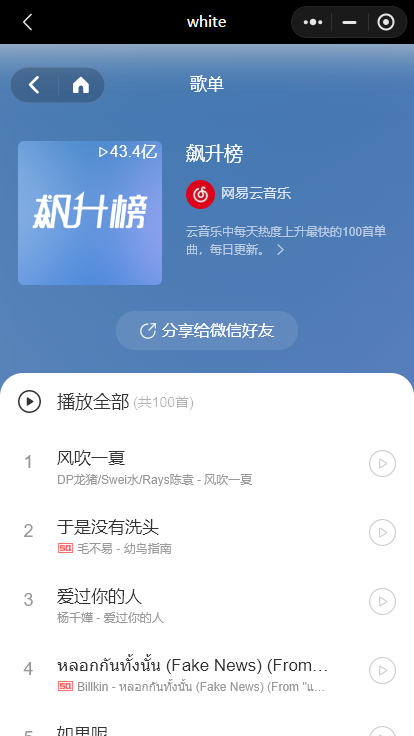 white
歌单
43.4亿
飙升榜
飙升榜
网易云音乐
云音乐中每天热度上升最快的100首单
曲，每日更新。
分享给微信好友
播放全部 (共100首)
1 风吹一夏
DP龙猪/Swei水/Rays陈袁 - 风吹一夏
2 于是没有洗头
SQ 毛不易 - 幼鸟指南
3 爱过你的人
杨千嬅 - 爱过你的人
4 หลอกกันทั้งนั้น (Fake News) (From…
SQ Billkin - หลอกกันทั้งนั้น (Fake News) (From "แ…
5 如果呢